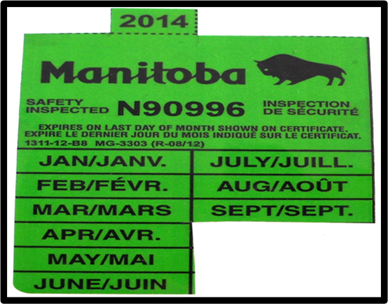 2014
Manitoba
SAFETY INSPECTED N90996 INSPECTION DE SÉCURITÉ
EXPIRES ON LAST DAY OF MONTH SHOWN ON CERTIFICATE.
EXPIRE LE DERNIER JOUR DU MOIS INDIQUÉ SUR LE CERTIFICAT.
1311-12-B8 MG-3303 (R-08/12)
JAN/JANV. JULY/JUILL.
FEB/FÉVR. AUG/AOÛT
MAR/MARS SEPT/SEPT.
APR/AVR.
MAY/MAI
JUNE/JUIN